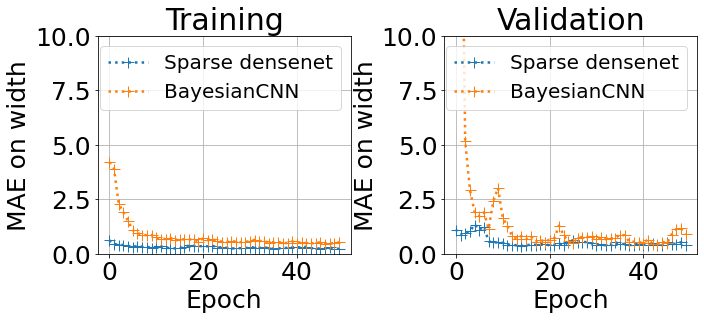 Training
MAE on width
10.0
7.5
5.0
2.5
0.0
Sparse densenet
BayesianCNN
0 20 40
Epoch
Validation
MAE on width
10.0
7.5
5.0
2.5
0.0
Sparse densenet
BayesianCNN
0 20 40
Epoch